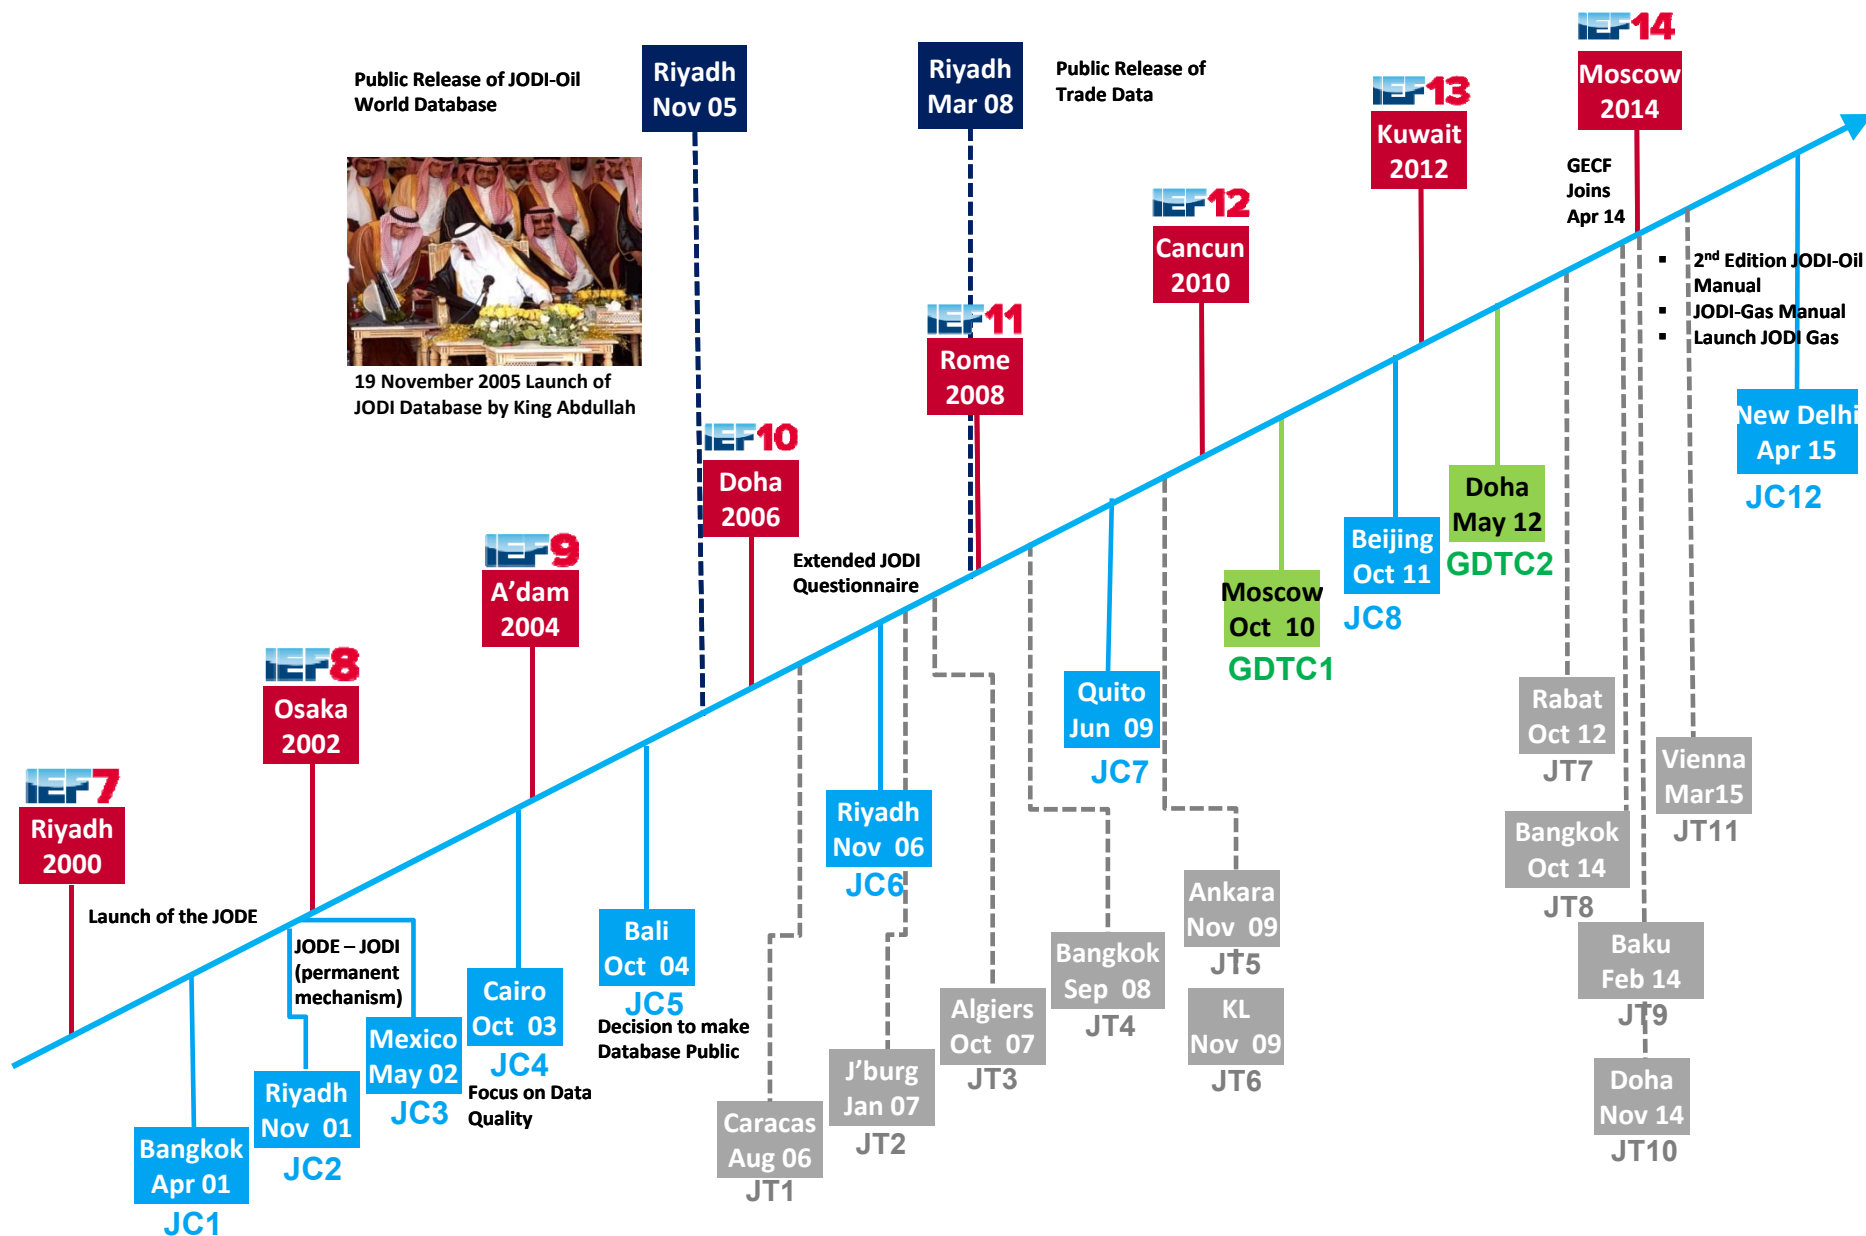 IEF14
Moscow
2014
Riyadh
Nov 05
Riyadh
Mar 08
Public Release of JODI-Oil
World Database
Public Release of
Trade Data
IEF13
Kuwait
2012
GECF
Joins
Apr 14
IEF12
Cancun
2010
2nd Edition JODI-Oil
Manual
JODI-Gas Manual
Launch JODI Gas
IEF11
Rome
2008
19 November 2005 Launch of
JODI Database by King Abdullah
New Delhi
Apr 15
JC12
IEF10
Doha
2006
Doha
May 12
GDTC2
IEF9
A'dam
2004
Extended JODI
Questionnaire
Beijing
Oct 11
JC8
Moscow
Oct 10
GDTC1
IEF8
Osaka
2002
Quito
Jun 09
JC7
Rabat
Oct 12
JT7
Vienna
Mar15
JT11
IEF7
Riyadh
2000
Riyadh
Nov 06
JC6
Bangkok
Oct 14
JT8
Launch of the JODE
JODE – JODI
(permanent
mechanism)
Bali
Oct 04
JC5
Decision to make
Database Public
Ankara
Nov 09
JT5
Bangkok
Sep 08
JT4
Baku
Feb 14
JT9
Cairo
Oct 03
JC4
Focus on Data
Quality
Algiers
Oct 07
JT3
KL
Nov 09
JT6
Mexico
May 02
JC3
J'burg
Jan 07
JT2
Doha
Nov 14
JT10
Riyadh
Nov 01
JC2
Caracas
Aug 06
JT1
Bangkok
Apr 01
JC1